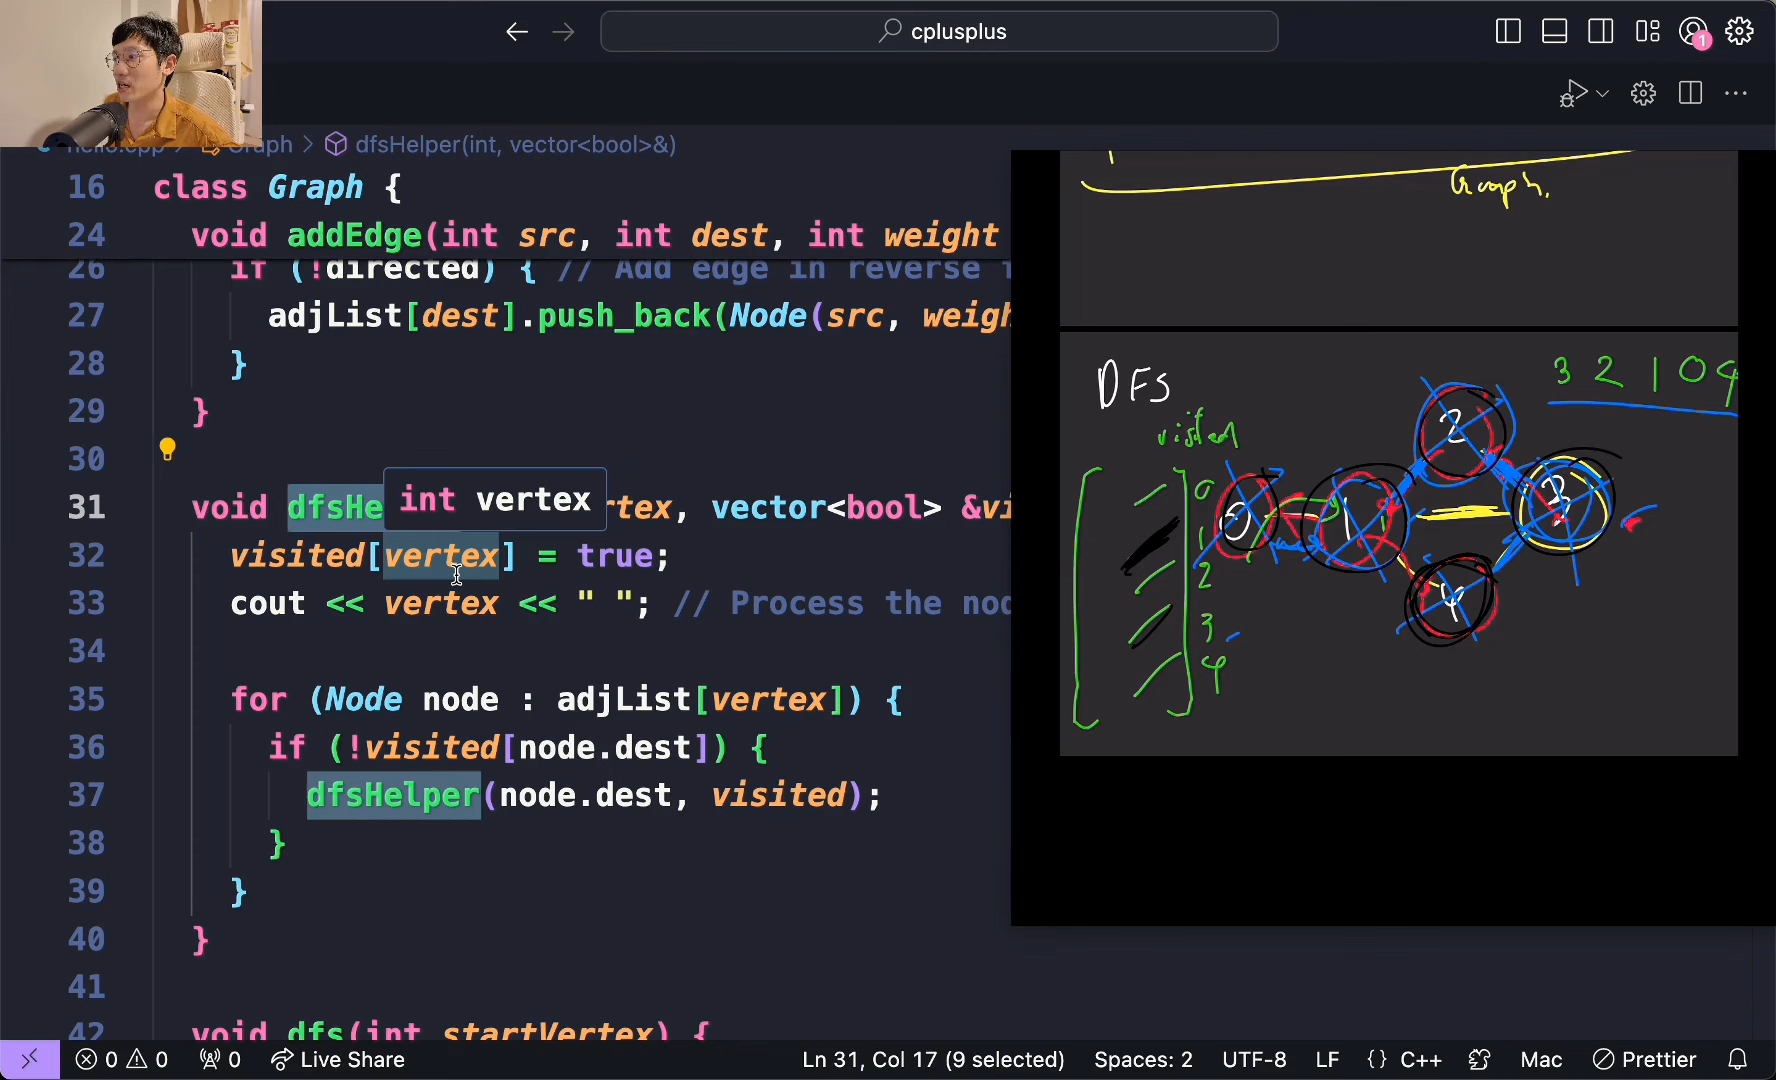 cplusplus
1
Graph > dfsHelper(int, vector<bool>&)
16 class Graph {
24 void addEdge(int src, int dest, int weight
26 if (!directed) { // Add edge in reverse
27 adjList[dest].push_back(Node(src, weigh
28 }
29 }
30
int vertex
31 void dfsHe rtex, vector<bool> &vi
32 visited[vertex] = true;
33 cout << vertex << " "; // Process the nod
34
35 for (Node node : adjList[vertex]) {
36 if (!visited[node.dest]) {
37 dfsHelper(node.dest, visited);
38 }
39 }
40 }
41
42 void dfs(int startVertex) {
Graph.
DFS
3 2 1 0 4
visited
0
1
2
3
4
0
1
2
3
4
0 0 0 Live Share Ln 31, Col 17 (9 selected) Spaces: 2 UTF-8 LF {} C++ Mac Prettier